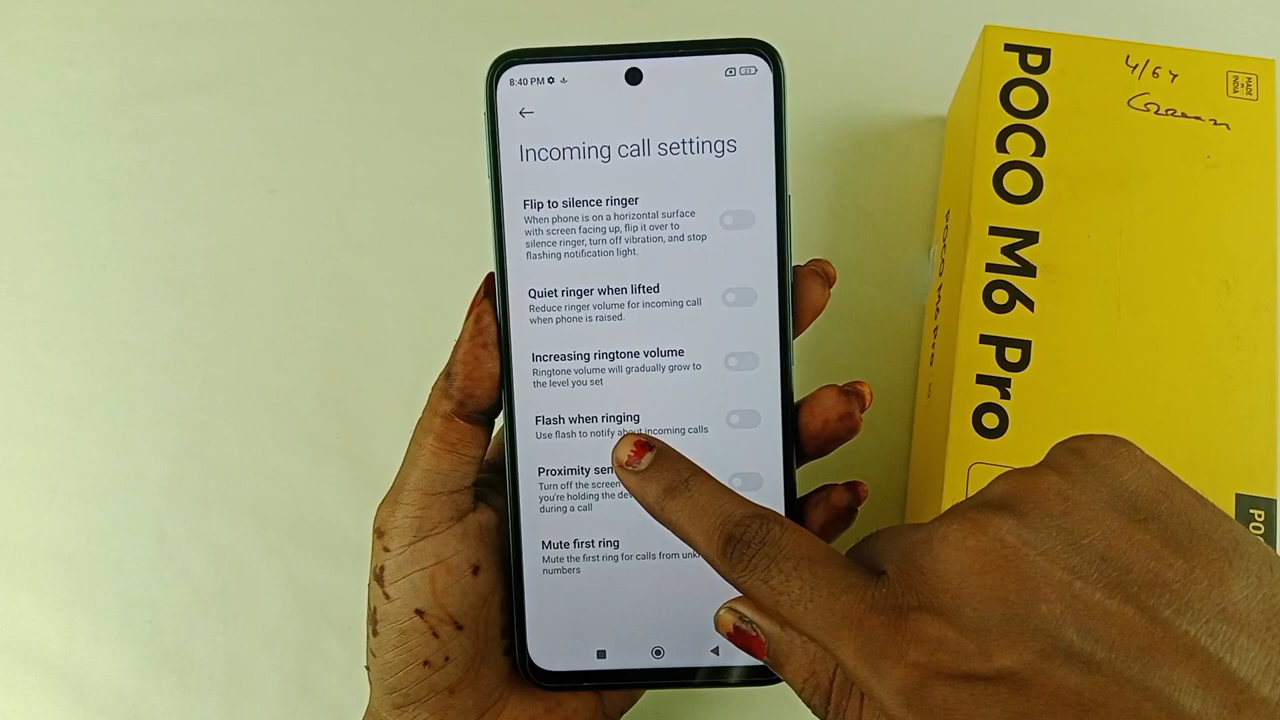 8:40 PM
23
Incoming call settings
Flip to silence ringer
When phone is on a horizontal surface
with screen facing up, flip it over to
silence ringer, turn off vibration, and stop
flashing notification light.
Quiet ringer when lifted
Reduce ringer volume for incoming call
when phone is raised.
Increasing ringtone volume
Ringtone volume will gradually grow to
the level you set
Flash when ringing
Use flash to notify about incoming calls
Proximity sen
Turn off the screen
you're holding the dev
during a call
Mute first ring
Mute the first ring for calls from unk
numbers
POCO M6 Pro
4/64
Green
MADE
IN
INDIA
POCO M6 Pro
PO